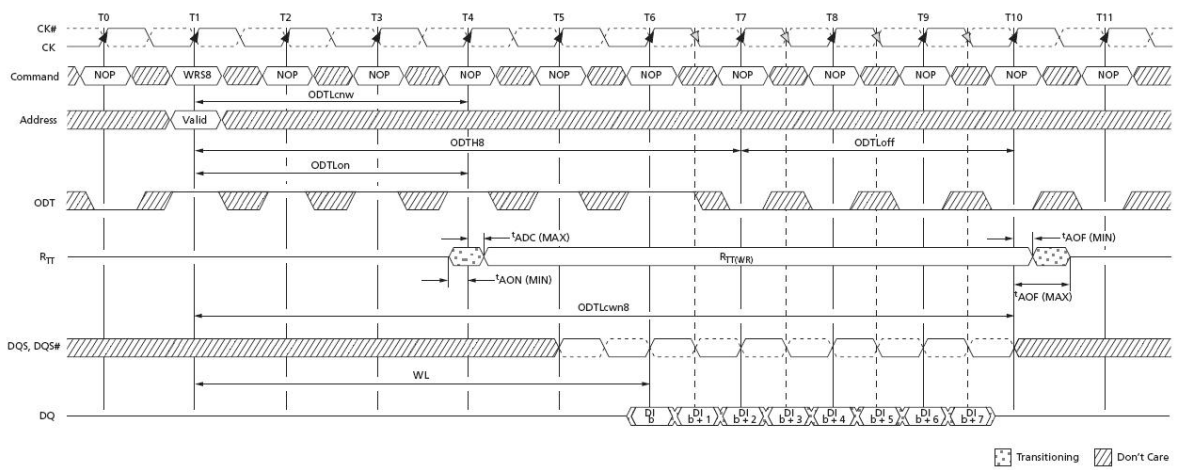 T0 T1 T2 T3 T4 T5 T6 T7 T8 T9 T10 T11
CK#
CK
Command NOP WRS8 NOP NOP NOP NOP NOP NOP NOP NOP NOP NOP
ODTLcnw
Address Valid
ODTH8 ODTLoff
ODTLon
ODT
tADC (MAX) tAOF (MIN)
RTT RTT(WR)
tAON (MIN)
tAOF (MAX)
ODTLcwn8
DQS, DQS#
WL
DQ DI b DI b + 1 DI b + 2 DI b + 3 DI b + 4 DI b + 5 DI b + 6 DI b + 7
Transitioning Don't Care